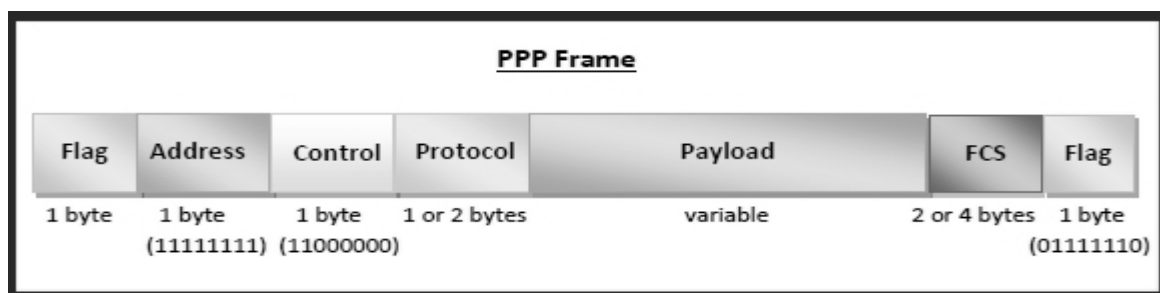 PPP Frame
Flag Address Control Protocol Payload FCS Flag
1 byte 1 byte 1 byte 1 or 2 bytes variable 2 or 4 bytes 1 byte
(11111111) (11000000) (01111110)